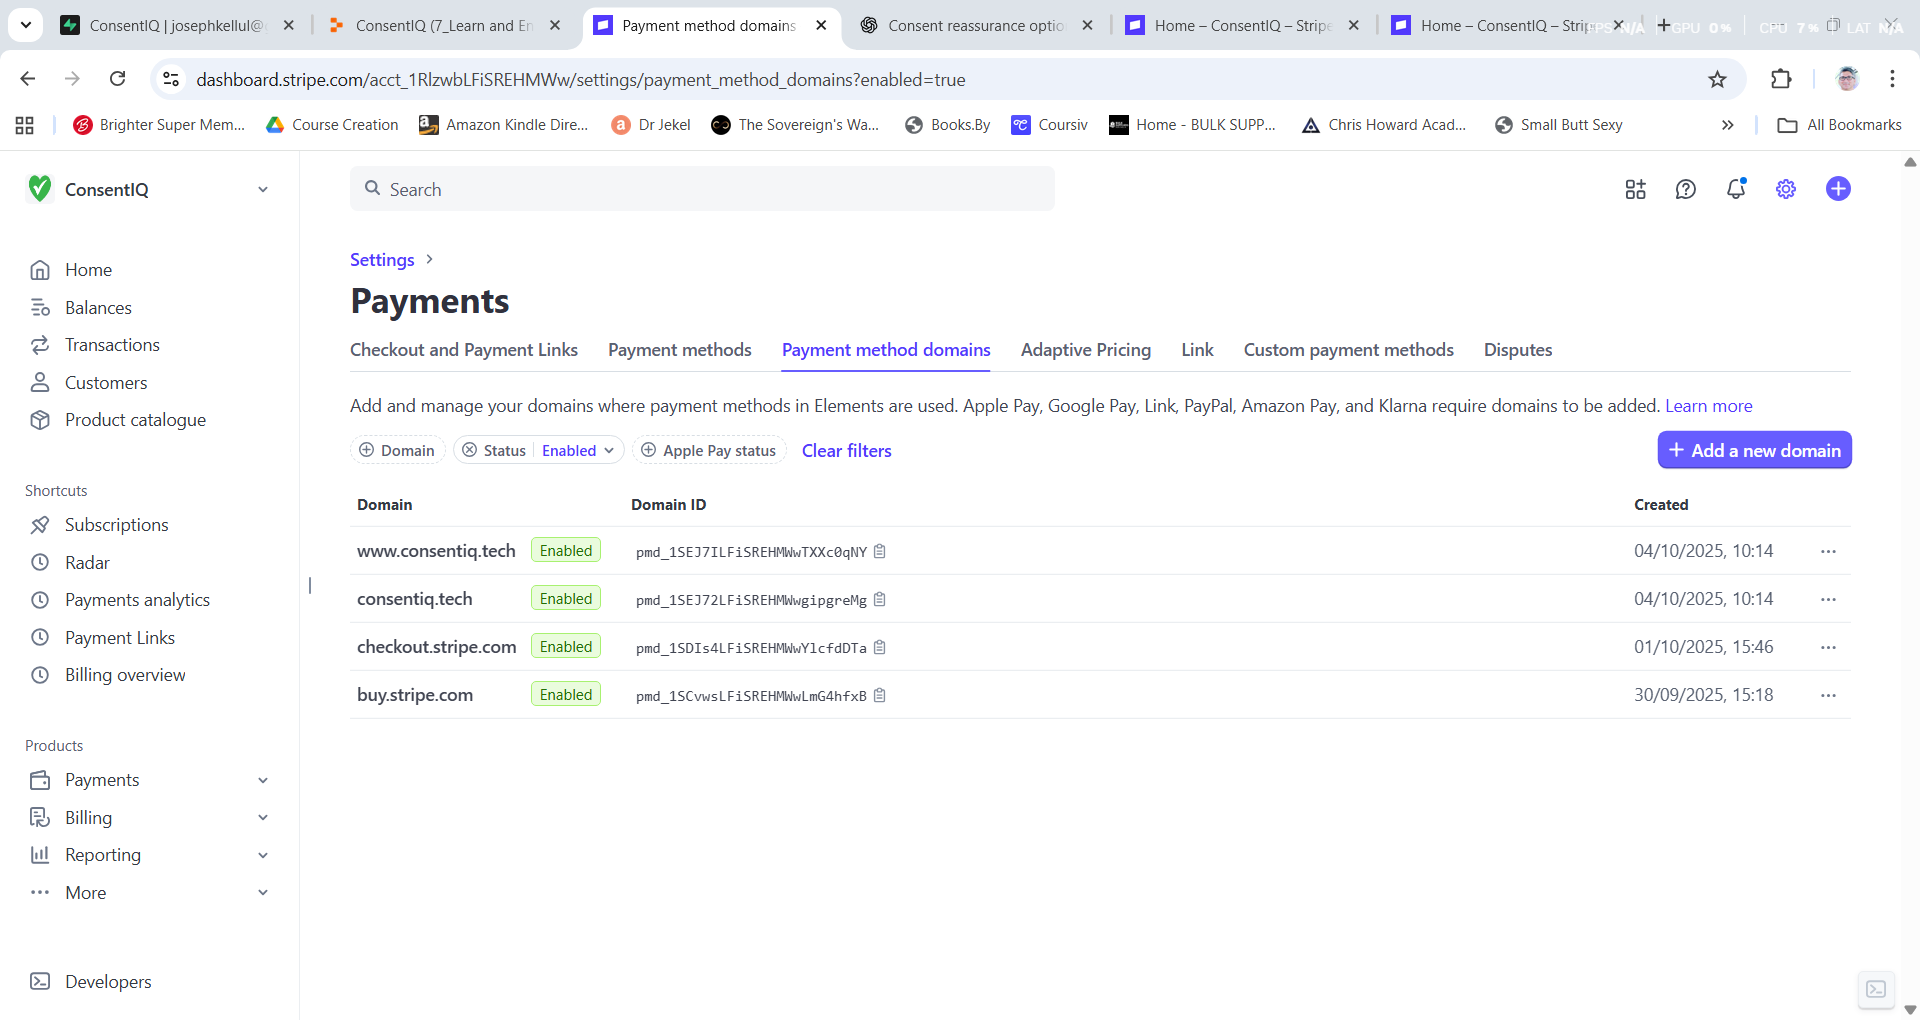 ConsentIQ | josephkellul@
ConsentIQ (7_Learn and En
Payment method domains
Consent reassurance optio
Home – ConsentIQ – Stripe
Home – ConsentIQ – Strip
FPS N/A GPU 0% CPU 7% LAT N/A
dashboard.stripe.com/acct_1RlzwbLFiSREHMWw/settings/payment_method_domains?enabled=true
Brighter Super Mem...
Course Creation
Amazon Kindle Dire...
Dr Jekel
The Sovereign's Wa...
Books.By
Coursiv
Home - BULK SUPP...
Chris Howard Acad...
Small Butt Sexy
All Bookmarks
ConsentIQ
Search
Home
Balances
Transactions
Customers
Product catalogue
Shortcuts
Subscriptions
Radar
Payments analytics
Payment Links
Billing overview
Products
Payments
Billing
Reporting
More
Developers
Settings
Payments
Checkout and Payment Links Payment methods Payment method domains Adaptive Pricing Link Custom payment methods Disputes
Add and manage your domains where payment methods in Elements are used. Apple Pay, Google Pay, Link, PayPal, Amazon Pay, and Klarna require domains to be added. Learn more
Domain Status Enabled Apple Pay status Clear filters
+ Add a new domain
Domain Domain ID Created
www.consentiq.tech Enabled pmd_1SEJ7ILFiSREHMWwTXXc0qNY 04/10/2025, 10:14
consentiq.tech Enabled pmd_1SEJ72LFiSREHMWwgipgreMg 04/10/2025, 10:14
checkout.stripe.com Enabled pmd_1SDIs4LFiSREHMWwYlcfdDTa 01/10/2025, 15:46
buy.stripe.com Enabled pmd_1SCvwsLFiSREHMWwLmG4hfxB 30/09/2025, 15:18